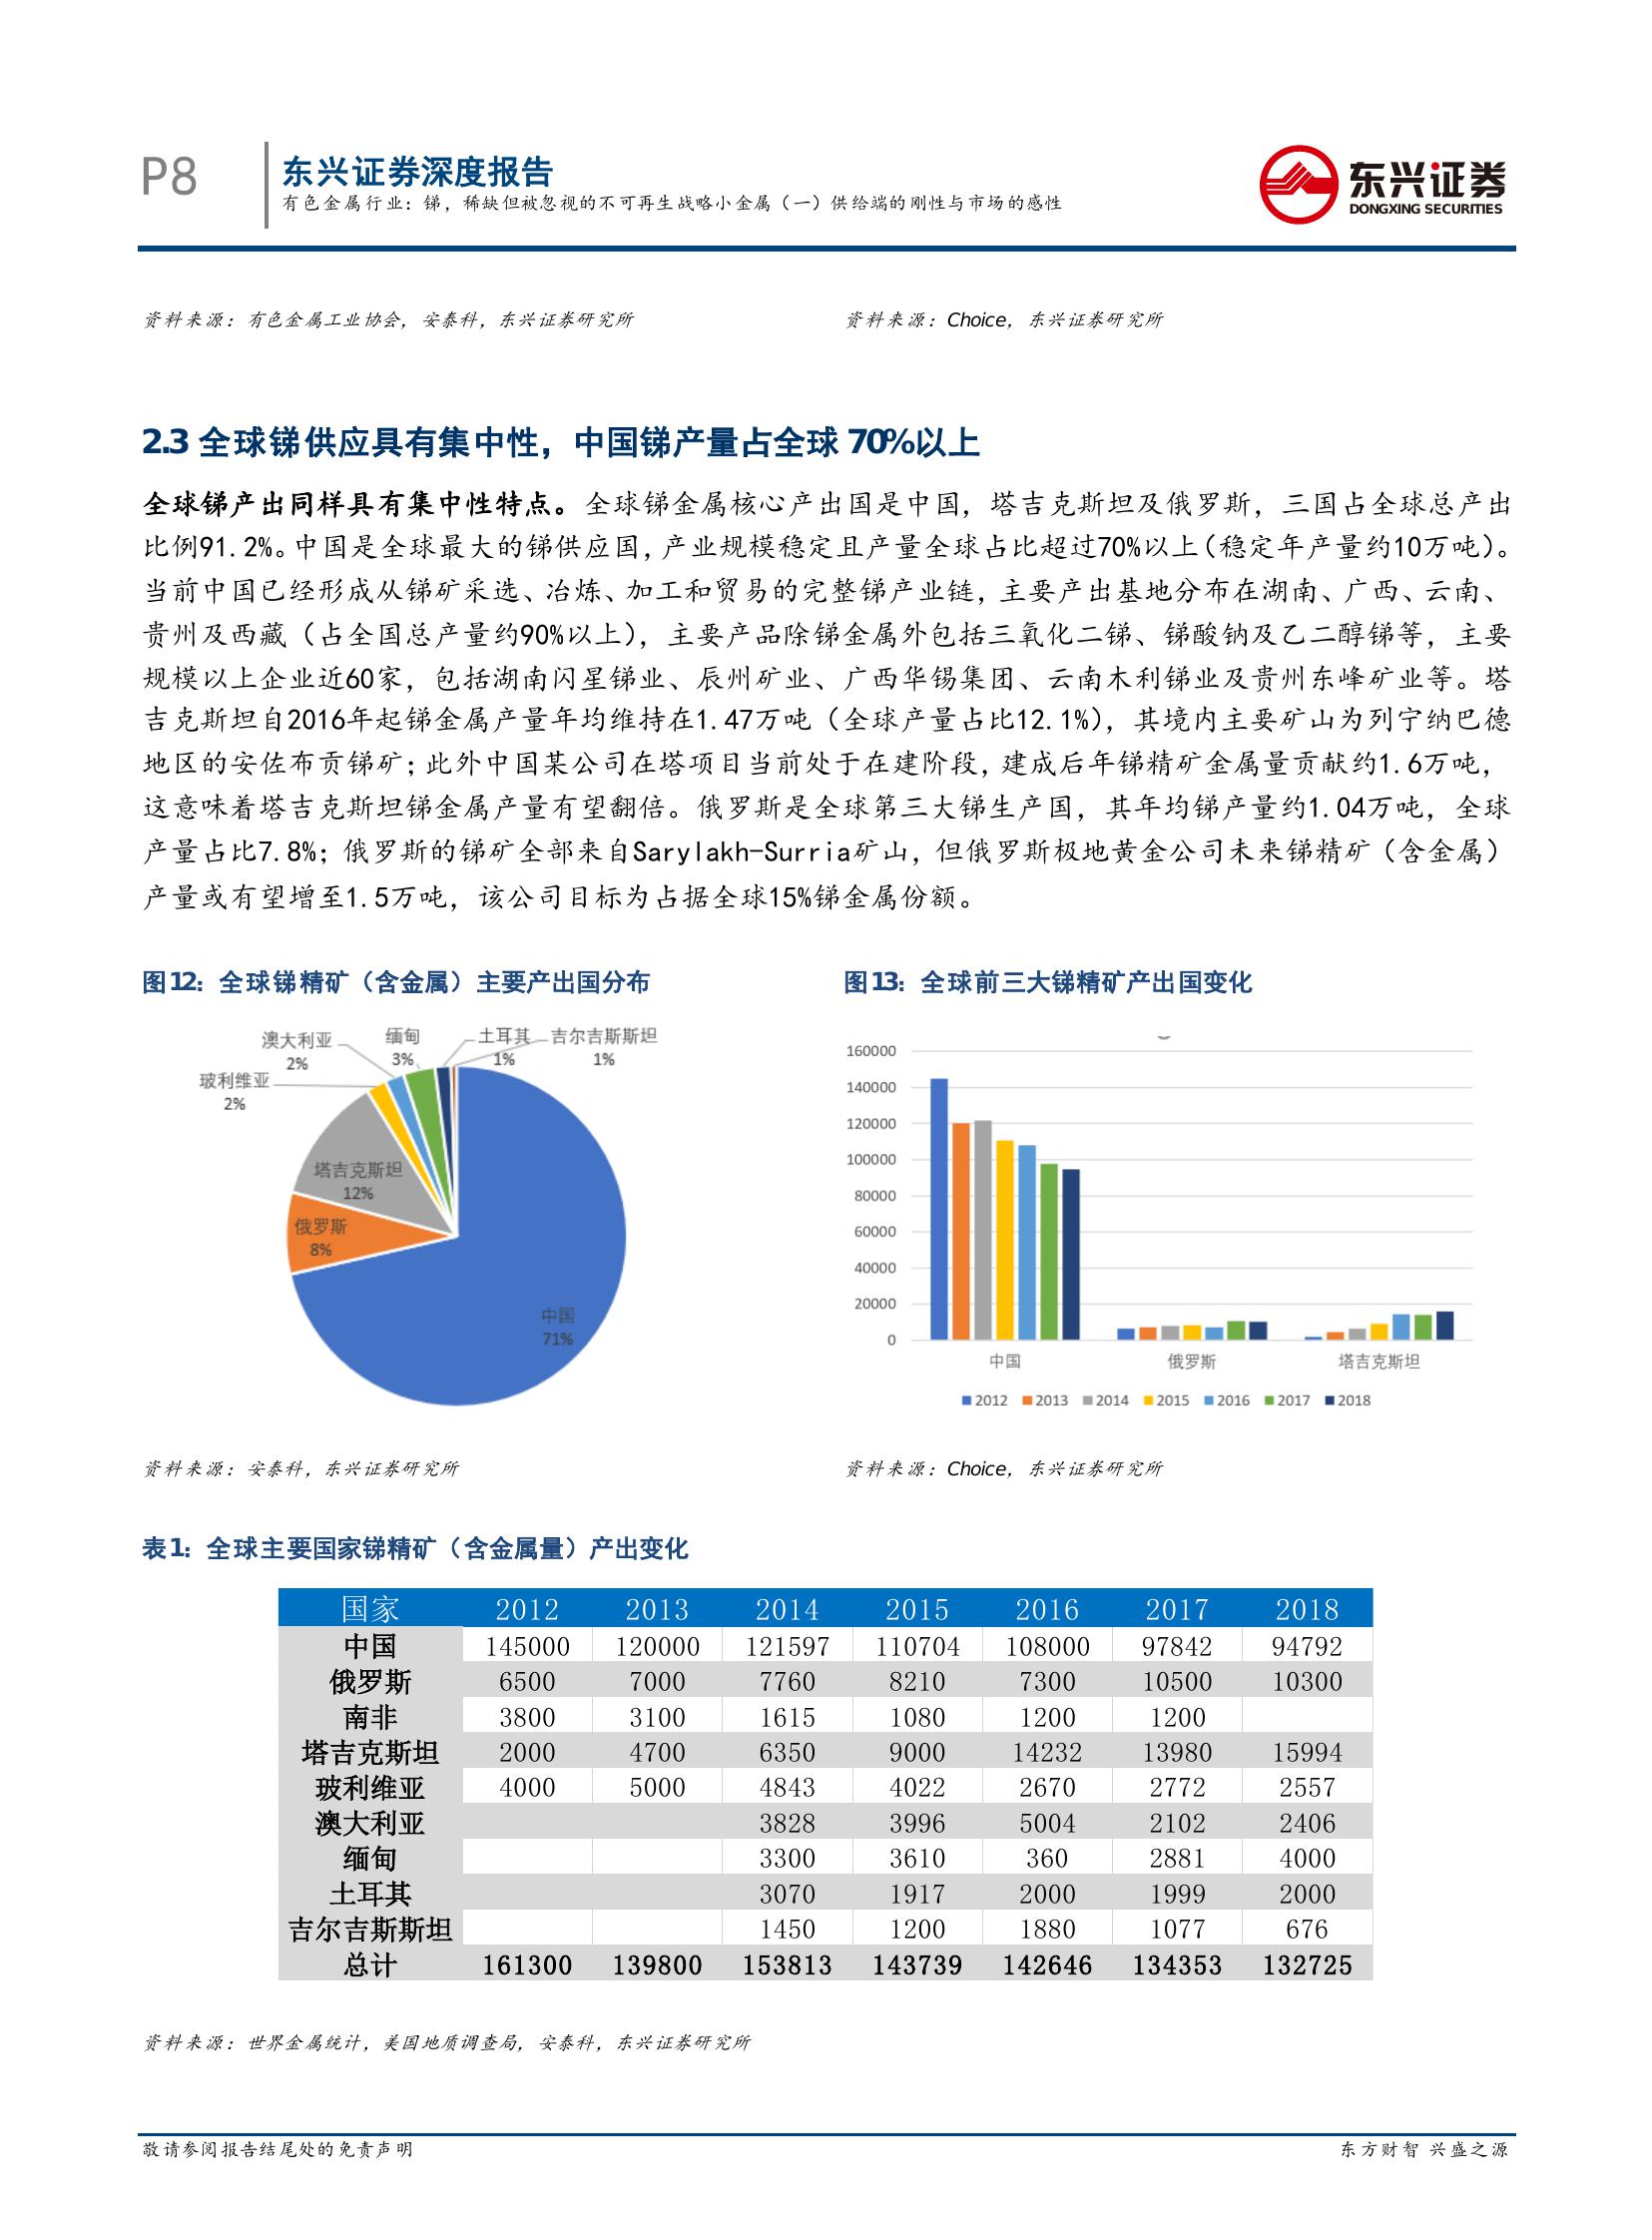 P8
东兴证券深度报告
有色金属行业：锑，稀缺但被忽视的不可再生战略小金属（一）供给端的刚性与市场的感性
东兴证券
DONGXING SECURITIES
资料来源：有色金属工业协会，安泰科，东兴证券研究所
资料来源：Choice，东兴证券研究所
2.3 全球锑供应具有集中性，中国锑产量占全球 70%以上
全球锑产出同样具有集中性特点。全球锑金属核心产出国是中国，塔吉克斯坦及俄罗斯，三国占全球总产出
比例91.2%。中国是全球最大的锑供应国，产业规模稳定且产量全球占比超过70%以上（稳定年产量约10万吨）。
当前中国已经形成从锑矿采选、冶炼、加工和贸易的完整锑产业链，主要产出基地分布在湖南、广西、云南、
贵州及西藏（占全国总产量约90%以上），主要产品除锑金属外包括三氧化二锑、锑酸钠及乙二醇锑等，主要
规模以上企业近60家，包括湖南闪星锑业、辰州矿业、广西华锡集团、云南木利锑业及贵州东峰矿业等。塔
吉克斯坦自2016年起锑金属产量年均维持在1.47万吨（全球产量占比12.1%），其境内主要矿山为列宁纳巴德
地区的安佐布贡锑矿；此外中国某公司在塔项目当前处于在建阶段，建成后年锑精矿金属量贡献约1.6万吨，
这意味着塔吉克斯坦锑金属产量有望翻倍。俄罗斯是全球第三大锑生产国，其年均锑产量约1.04万吨，全球
产量占比7.8%；俄罗斯的锑矿全部来自Sarylakh-Surria矿山，但俄罗斯极地黄金公司未来锑精矿（含金属）
产量或有望增至1.5万吨，该公司目标为占据全球15%锑金属份额。
图12：全球锑精矿（含金属）主要产出国分布
澳大利亚
2%
缅甸
3%
土耳其
1%
吉尔吉斯斯坦
1%
玻利维亚
2%
塔吉克斯坦
12%
俄罗斯
8%
中国
71%
图13：全球前三大锑精矿产出国变化
160000
140000
120000
100000
80000
60000
40000
20000
0
中国 俄罗斯 塔吉克斯坦
2012 2013 2014 2015 2016 2017 2018
资料来源：安泰科，东兴证券研究所
资料来源：Choice，东兴证券研究所
表1：全球主要国家锑精矿（含金属量）产出变化
国家 2012 2013 2014 2015 2016 2017 2018
中国 145000 120000 121597 110704 108000 97842 94792
俄罗斯 6500 7000 7760 8210 7300 10500 10300
南非 3800 3100 1615 1080 1200 1200
塔吉克斯坦 2000 4700 6350 9000 14232 13980 15994
玻利维亚 4000 5000 4843 4022 2670 2772 2557
澳大利亚 3828 3996 5004 2102 2406
缅甸 3300 3610 360 2881 4000
土耳其 3070 1917 2000 1999 2000
吉尔吉斯斯坦 1450 1200 1880 1077 676
总计 161300 139800 153813 143739 142646 134353 132725
资料来源：世界金属统计，美国地质调查局，安泰科，东兴证券研究所
敬请参阅报告结尾处的免责声明
东方财智 兴盛之源